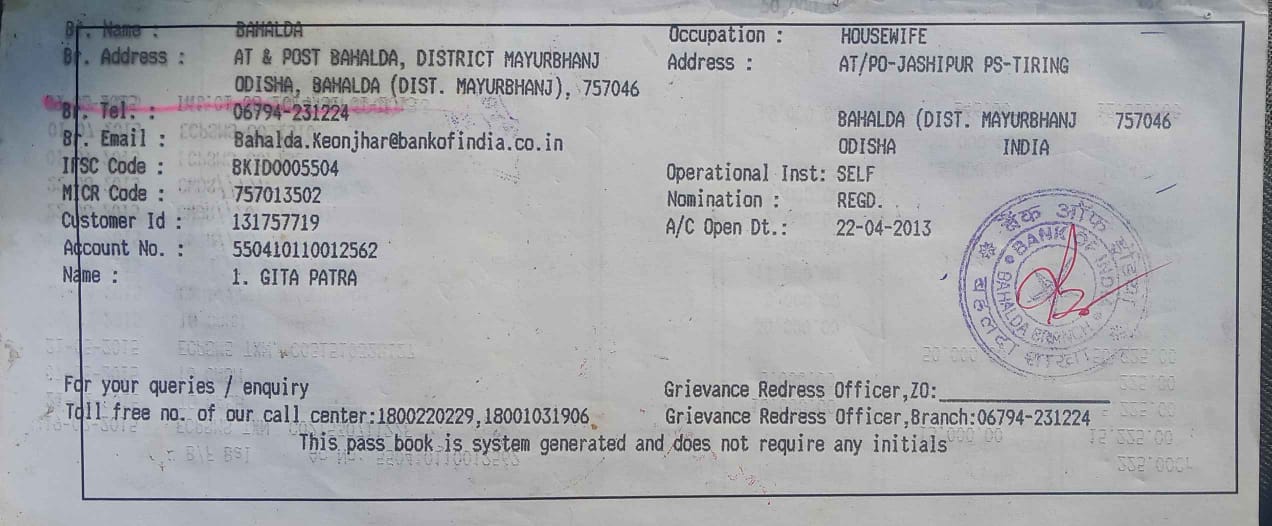 Br. Name : BAHALDA
Br. Address : AT & POST BAHALDA, DISTRICT MAYURBHANJ
ODISHA, BAHALDA (DIST. MAYURBHANJ), 757046
Br. Tel. : 06794-231224
Br. Email : Bahalda.Keonjhar@bankofindia.co.in
IFSC Code : BKID0005504
MICR Code : 757013502
Customer Id : 131757719
Account No. : 550410110012562
Name : 1. GITA PATRA
Occupation : HOUSEWIFE
Address : AT/PO-JASHIPUR PS-TIRING
BAHALDA (DIST. MAYURBHANJ 757046
ODISHA INDIA
Operational Inst: SELF
Nomination : REGD.
A/C Open Dt.: 22-04-2013
बैंक ऑफ इंडिया
बहलदा शाखा
BANK OF INDIA
BAHALDA BRANCH
For your queries / enquiry
Toll free no. of our call center:1800220229,18001031906
Grievance Redress Officer,ZO:
Grievance Redress Officer,Branch:06794-231224
This pass book is system generated and does not require any initials